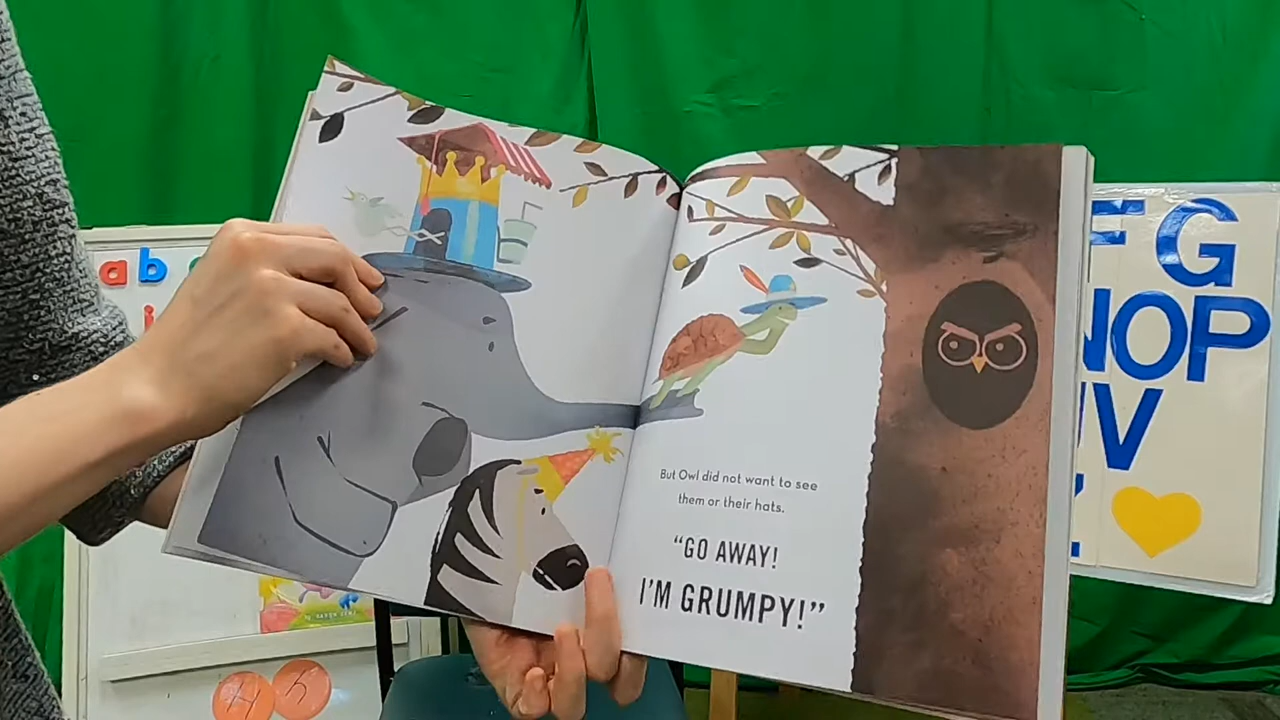 a b
But Owl did not want to see
them or their hats.
"GO AWAY!
I'M GRUMPY!"
h
F G
NOP
V